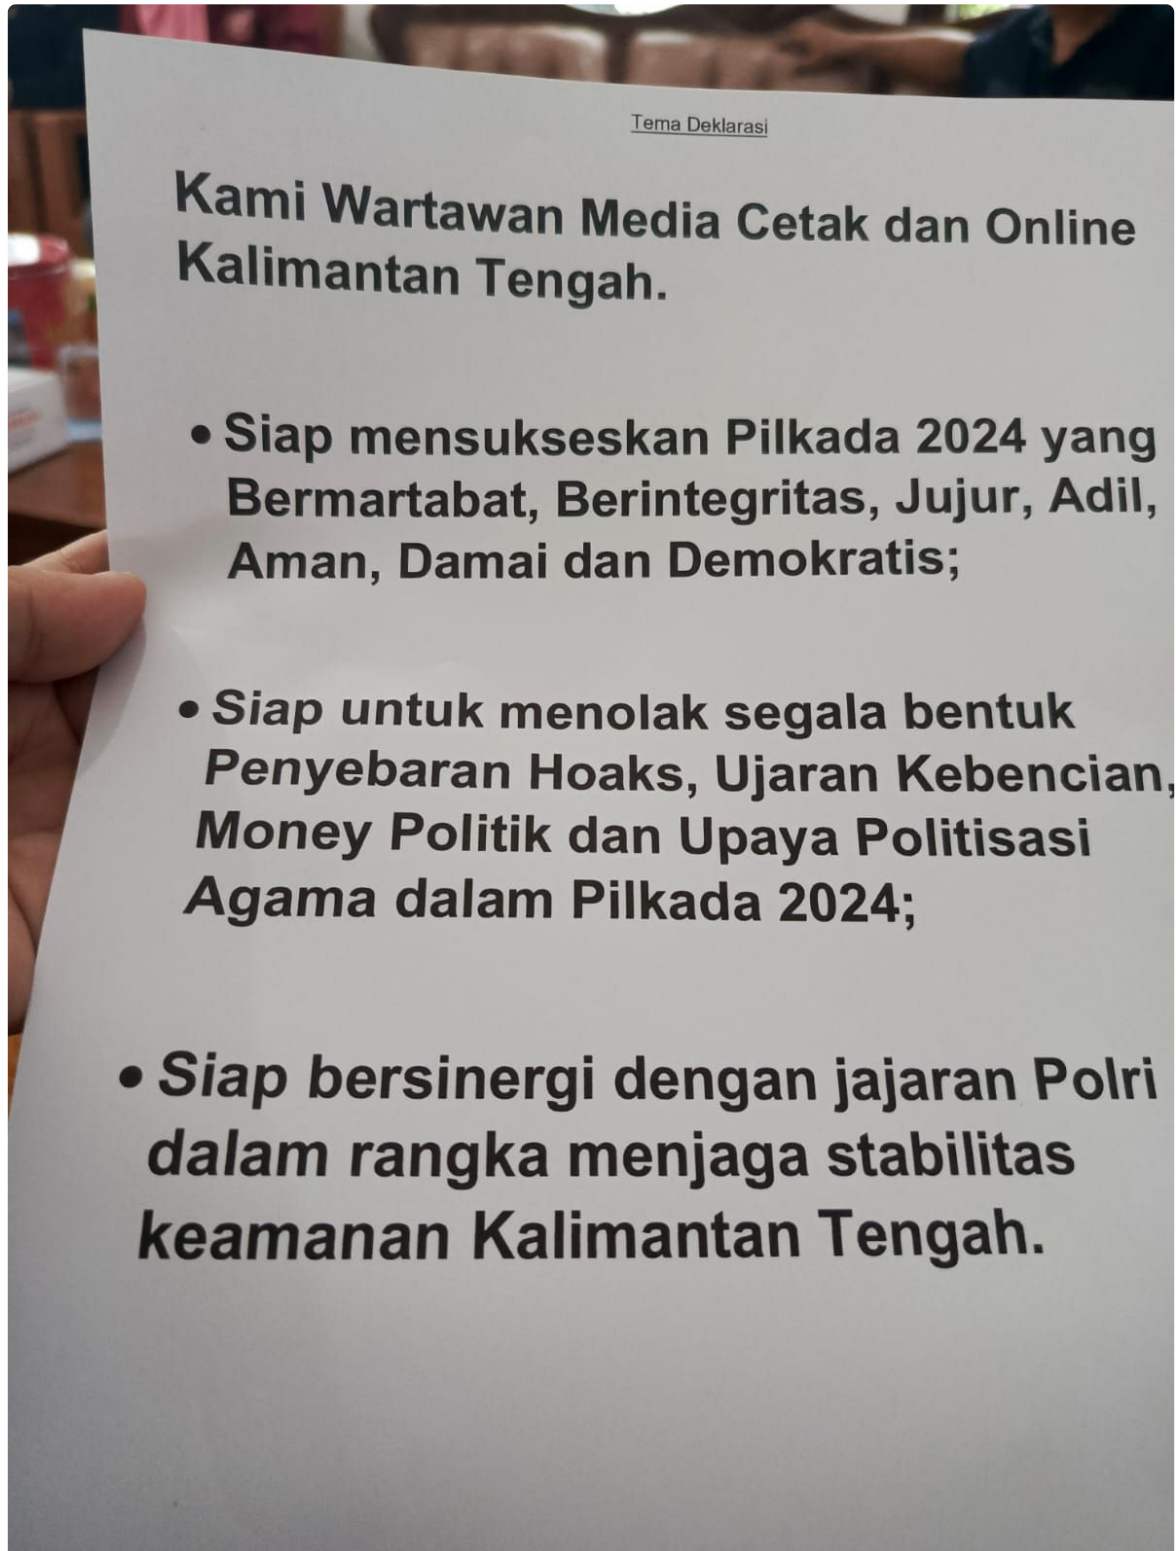 Tema Deklarasi
Kami Wartawan Media Cetak dan Online
Kalimantan Tengah.
• Siap mensukseskan Pilkada 2024 yang
Bermartabat, Berintegritas, Jujur, Adil,
Aman, Damai dan Demokratis;
• Siap untuk menolak segala bentuk
Penyebaran Hoaks, Ujaran Kebencian,
Money Politik dan Upaya Politisasi
Agama dalam Pilkada 2024;
• Siap bersinergi dengan jajaran Polri
dalam rangka menjaga stabilitas
keamanan Kalimantan Tengah.